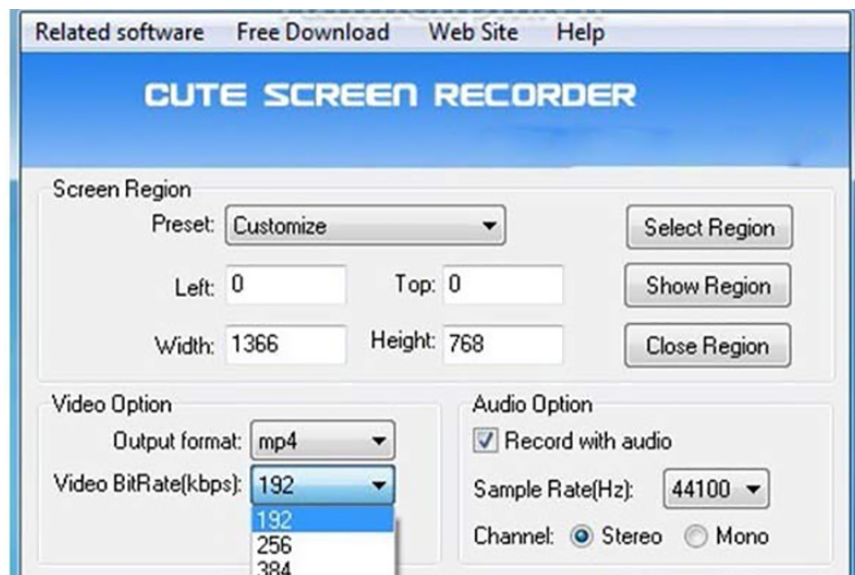 Related software Free Download Web Site Help
CUTE SCREEN RECORDER
Screen Region
Preset: Customize Select Region
Left: 0 Top: 0 Show Region
Width: 1366 Height: 768 Close Region
Video Option Audio Option
Output format: mp4 Record with audio
Video BitRate(kbps): 192 Sample Rate(Hz): 44100
192
256 Channel: Stereo Mono
384